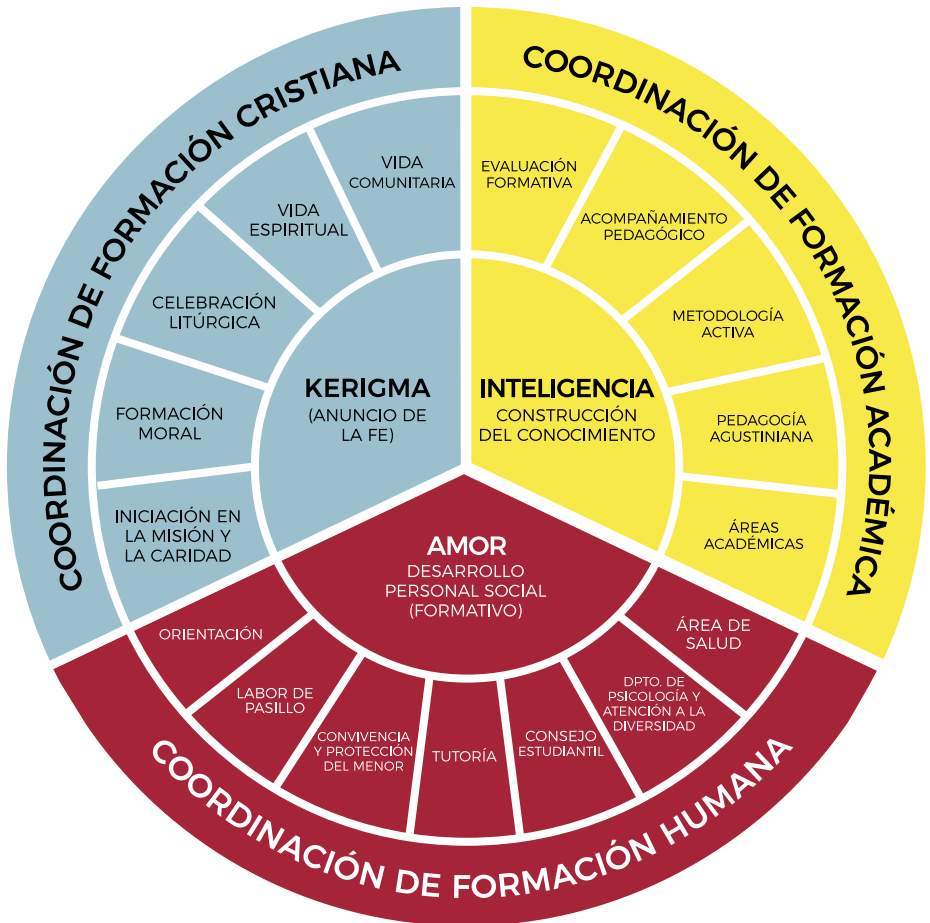 COORDINACIÓN DE FORMACIÓN CRISTIANA
VIDA
COMUNITARIA
VIDA
ESPIRITUAL
CELEBRACIÓN
LITÚRGICA
FORMACIÓN
MORAL
INICIACIÓN EN
LA MISIÓN Y
LA CARIDAD
KERIGMA
(ANUNCIO DE
LA FE)
COORDINACIÓN DE FORMACIÓN ACADÉMICA
EVALUACIÓN
FORMATIVA
ACOMPAÑAMIENTO
PEDAGÓGICO
METODOLOGÍA
ACTIVA
PEDAGOGÍA
AGUSTINIANA
ÁREAS
ACADÉMICAS
INTELIGENCIA
CONSTRUCCIÓN
DEL CONOCIMIENTO
AMOR
DESARROLLO
PERSONAL SOCIAL
(FORMATIVO)
ORIENTACIÓN
LABOR DE
PASILLO
CONVIVENCIA
Y PROTECCIÓN
DEL MENOR
TUTORÍA
CONSEJO
ESTUDIANTIL
DPTO. DE
PSICOLOGÍA Y
ATENCIÓN A LA
DIVERSIDAD
ÁREA DE
SALUD
COORDINACIÓN DE FORMACIÓN HUMANA